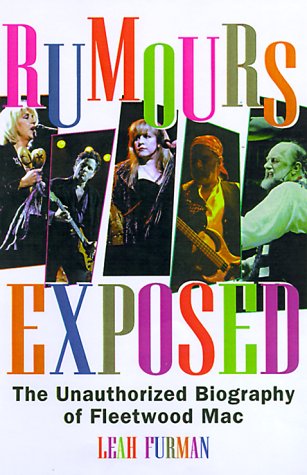 RUMOURS
EXPOSED
The Unauthorized Biography
of Fleetwood Mac
LEAH FURMAN